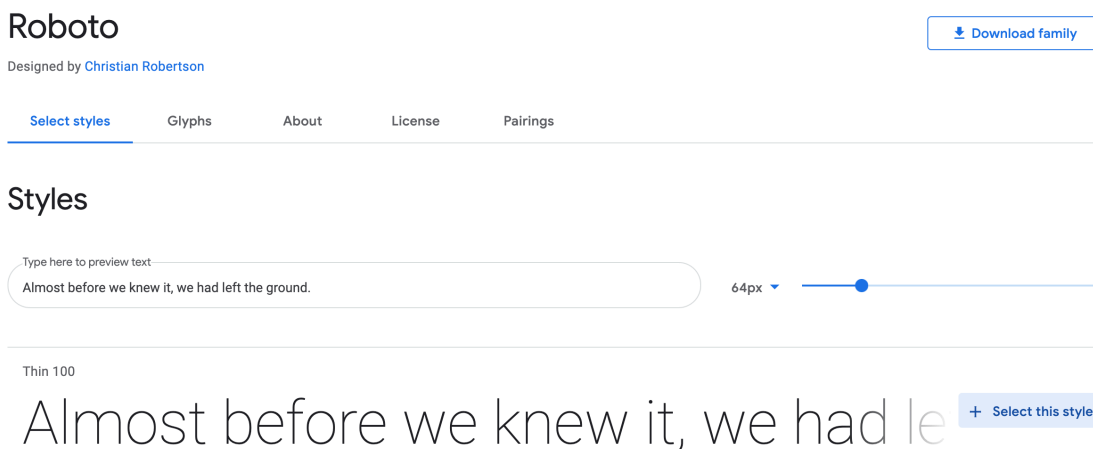 Roboto
Download family
Designed by Christian Robertson
Select styles Glyphs About License Pairings
Styles
Type here to preview text
Almost before we knew it, we had left the ground.
64px
Thin 100
Almost before we knew it, we had le
Select this style